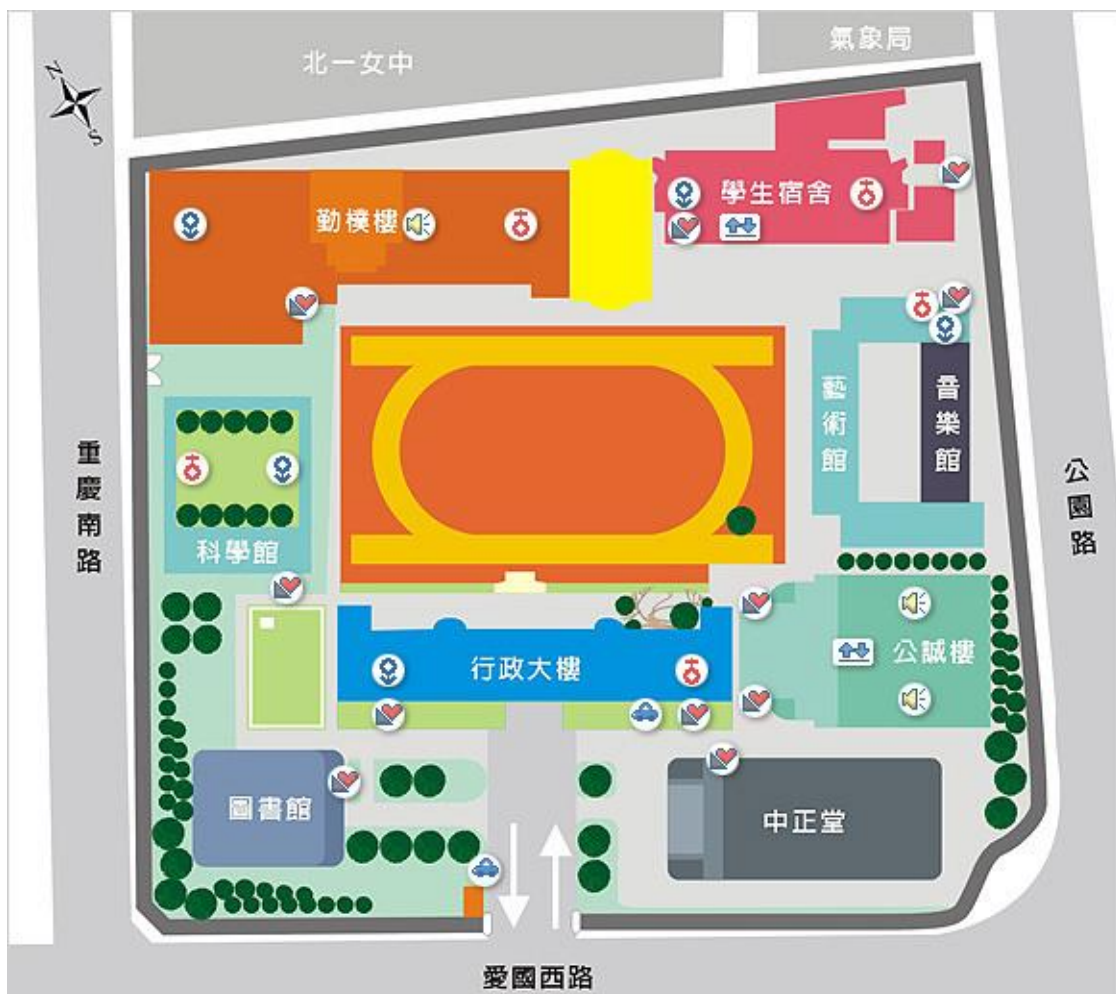 北一女中
氣象局
N
S
勤樸樓
學生宿舍
藝術館
音樂館
重慶南路
公園路
科學館
行政大樓
公誠樓
圖書館
中正堂
愛國西路